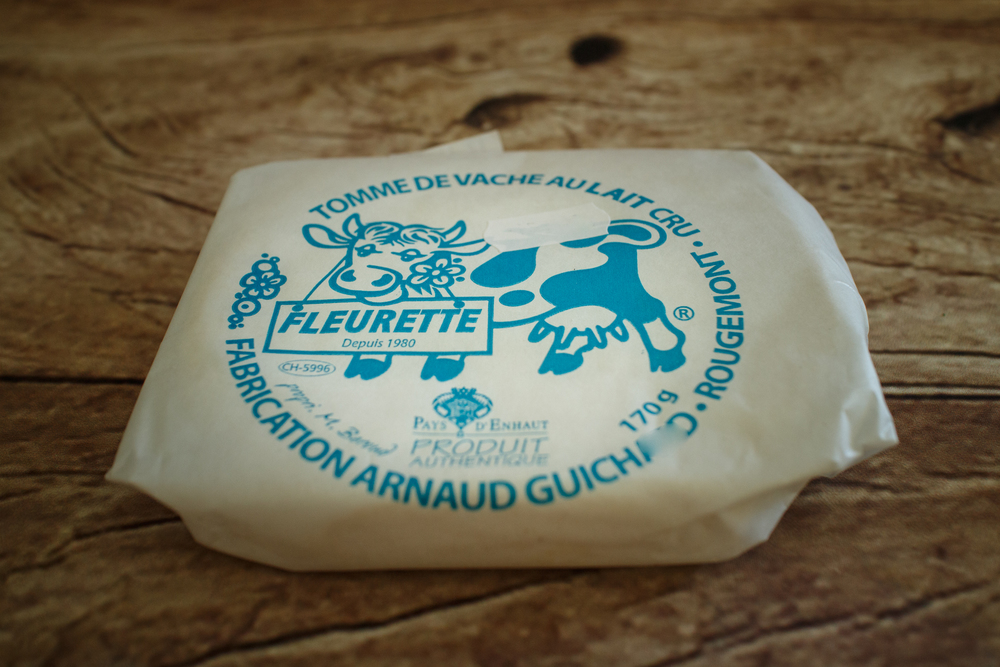 TOMME DE VACHE AU LAIT CRU • ROUGEMONT •
FLEURETTE
Depuis 1980
®
CH-5996
170 g
PAYS D'ENHAUT
PRODUIT
AUTHENTIQUE
FABRICATION ARNAUD GUICHARD